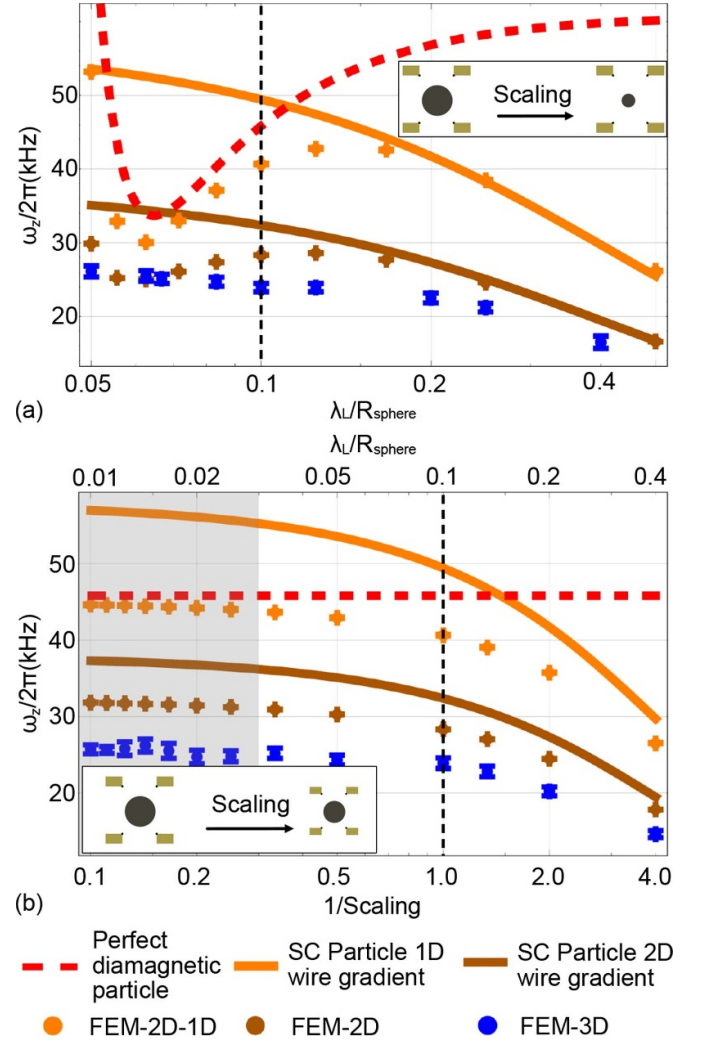 50
40
30
20
ω_z/2π(kHz)
Scaling
0.05
0.1
0.2
0.4
(a)
λ_L/R_sphere
λ_L/R_sphere
0.01
0.02
0.05
0.1
0.2
0.4
50
40
30
20
ω_z/2π(kHz)
Scaling
0.1
0.2
0.5
1.0
2.0
4.0
(b)
1/Scaling
Perfect
diamagnetic
particle
SC Particle 1D
wire gradient
SC Particle 2D
wire gradient
FEM-2D-1D
FEM-2D
FEM-3D